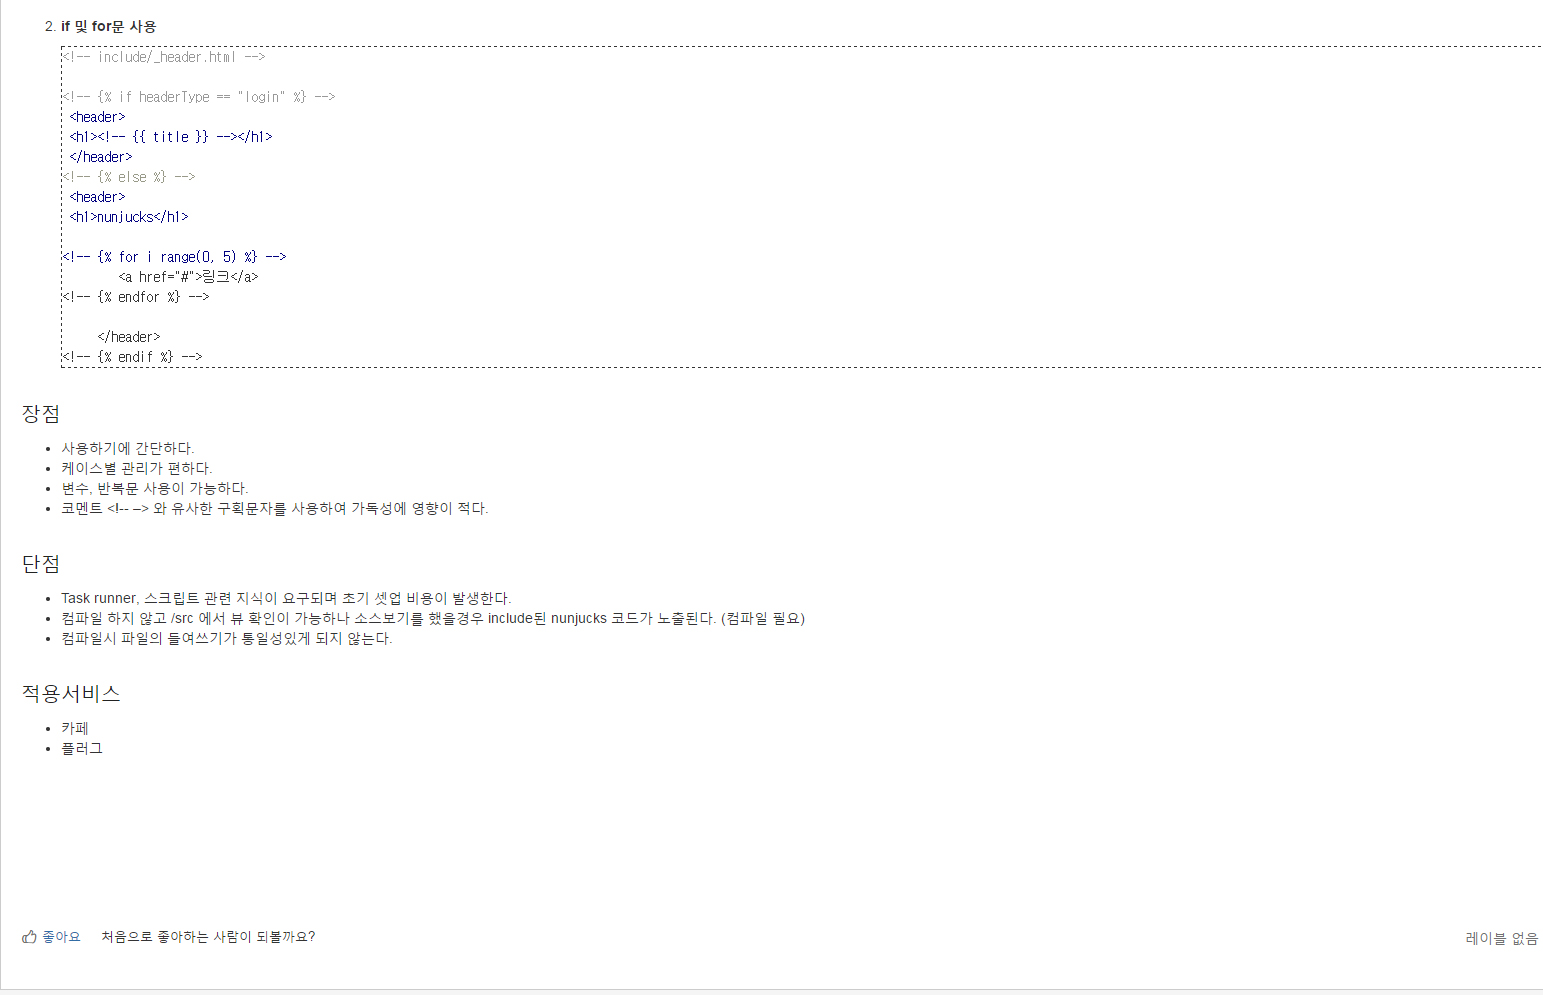 2. if 및 for문 사용
<!-- include/_header.html -->
<!-- {% if headerType == "login" %} -->
<header>
<h1><!-- {{ title }} --></h1>
</header>
<!-- {% else %} -->
<header>
<h1>nunjucks</h1>
<!-- {% for i range(0, 5) %} -->
<a href="#">링크</a>
<!-- {% endfor %} -->
</header>
<!-- {% endif %} -->
장점
• 사용하기에 간단하다.
• 케이스별 관리가 편하다.
• 변수, 반복문 사용이 가능하다.
• 코멘트 <!-- –> 와 유사한 구획문자를 사용하여 가독성에 영향이 적다.
단점
• Task runner, 스크립트 관련 지식이 요구되며 초기 셋업 비용이 발생한다.
• 컴파일 하지 않고 /src 에서 뷰 확인이 가능하나 소스보기를 했을경우 include된 nunjucks 코드가 노출된다. (컴파일 필요)
• 컴파일시 파일의 들여쓰기가 통일성있게 되지 않는다.
적용서비스
• 카페
• 플러그
좋아요 처음으로 좋아하는 사람이 되볼까요?
레이블 없음